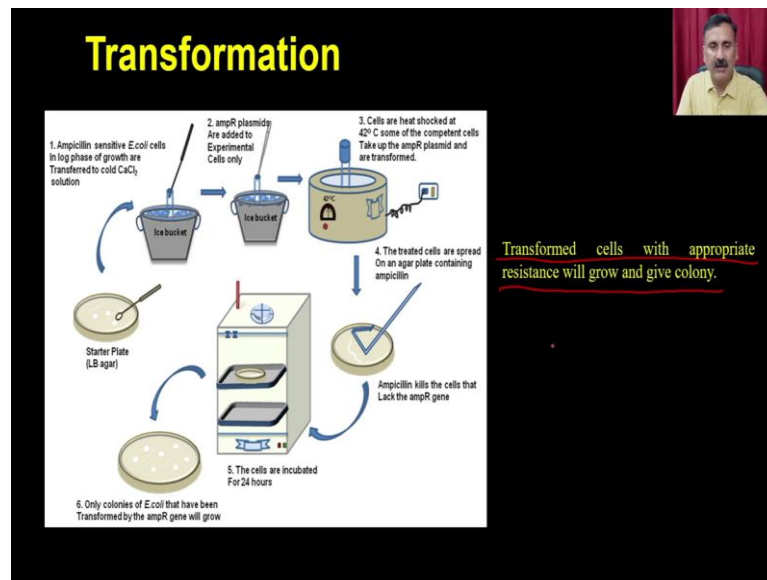 Transformation
1. Ampicillin sensitive E.coli cells
In log phase of growth are
Transferred to cold CaCl₂
solution
2. ampR plasmids
Are added to
Experimental
Cells only
3. Cells are heat shocked at
42⁰ C some of the competent cells
Take up the ampR plasmid and
are transformed.
Ice bucket
Ice bucket
42⁰C
4. The treated cells are spread
On an agar plate containing
ampicillin
Transformed cells with appropriate
resistance will grow and give colony.
Starter Plate
(LB agar)
Ampicillin kills the cells that
Lack the ampR gene
5. The cells are incubated
For 24 hours
6. Only colonies of E.coli that have been
Transformed by the ampR gene will grow